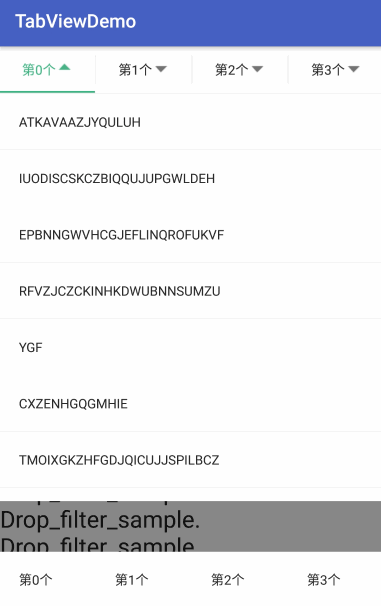 TabViewDemo
第0个 第1个 第2个 第3个
ATKAVAAZJYQULUH
IUODISCSKCZBIQQUJUPGWLDEH
EPBNNGWVHCGJEFLINQROFUKVF
RFVZJCZCKINHKDWUBNNSUMZU
YGF
CXZENHGQGMHIE
TMOIXGKZHFGDJQICUJJSPILBCZ
Drop_filter_sample.
Drop_filter_sample.
第0个 第1个 第2个 第3个